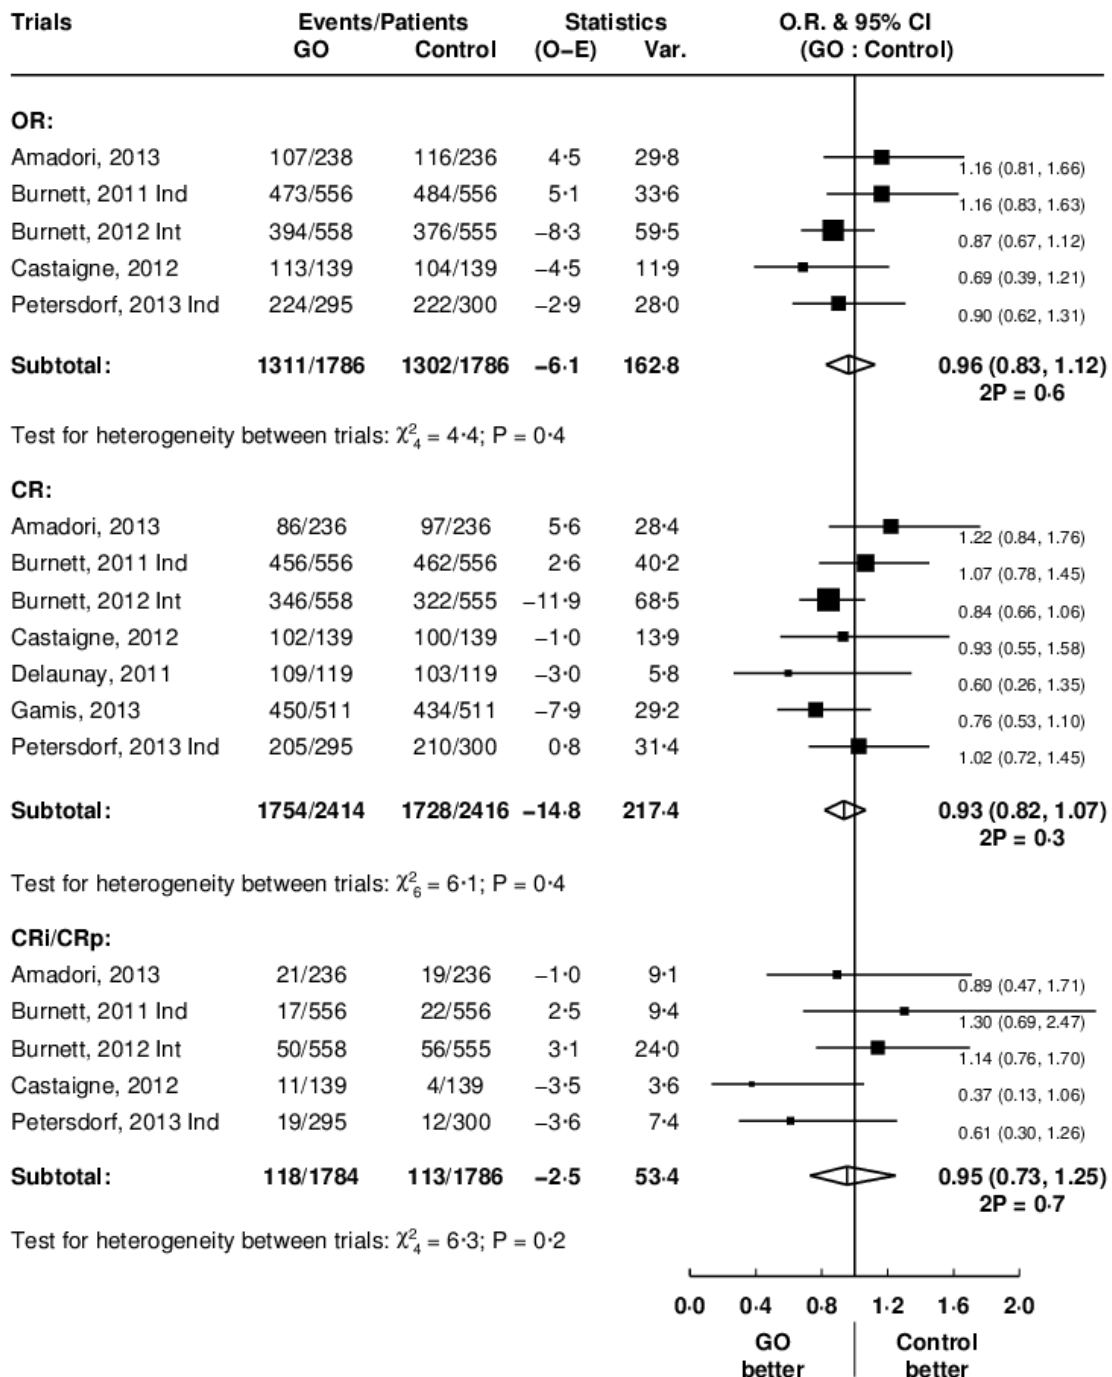 Trials Events/Patients Statistics O.R. & 95% CI
GO Control (O–E) Var. (GO : Control)
OR:
Amadori, 2013 107/238 116/236 4·5 29·8 1.16 (0.81, 1.66)
Burnett, 2011 Ind 473/556 484/556 5·1 33·6 1.16 (0.83, 1.63)
Burnett, 2012 Int 394/558 376/555 –8·3 59·5 0.87 (0.67, 1.12)
Castaigne, 2012 113/139 104/139 –4·5 11·9 0.69 (0.39, 1.21)
Petersdorf, 2013 Ind 224/295 222/300 –2·9 28·0 0.90 (0.62, 1.31)
Subtotal: 1311/1786 1302/1786 –6·1 162·8 0.96 (0.83, 1.12)
2P = 0·6
Test for heterogeneity between trials: χ²₄ = 4·4; P = 0·4
CR:
Amadori, 2013 86/236 97/236 5·6 28·4 1.22 (0.84, 1.76)
Burnett, 2011 Ind 456/556 462/556 2·6 40·2 1.07 (0.78, 1.45)
Burnett, 2012 Int 346/558 322/555 –11·9 68·5 0.84 (0.66, 1.06)
Castaigne, 2012 102/139 100/139 –1·0 13·9 0.93 (0.55, 1.58)
Delaunay, 2011 109/119 103/119 –3·0 5·8 0.60 (0.26, 1.35)
Gamis, 2013 450/511 434/511 –7·9 29·2 0.76 (0.53, 1.10)
Petersdorf, 2013 Ind 205/295 210/300 0·8 31·4 1.02 (0.72, 1.45)
Subtotal: 1754/2414 1728/2416 –14·8 217·4 0.93 (0.82, 1.07)
2P = 0·3
Test for heterogeneity between trials: χ²₆ = 6·1; P = 0·4
CRi/CRp:
Amadori, 2013 21/236 19/236 –1·0 9·1 0.89 (0.47, 1.71)
Burnett, 2011 Ind 17/556 22/556 2·5 9·4 1.30 (0.69, 2.47)
Burnett, 2012 Int 50/558 56/555 3·1 24·0 1.14 (0.76, 1.70)
Castaigne, 2012 11/139 4/139 –3·5 3·6 0.37 (0.13, 1.06)
Petersdorf, 2013 Ind 19/295 12/300 –3·6 7·4 0.61 (0.30, 1.26)
Subtotal: 118/1784 113/1786 –2·5 53·4 0.95 (0.73, 1.25)
2P = 0·7
Test for heterogeneity between trials: χ²₄ = 6·3; P = 0·2
0·0 0·4 0·8 1·2 1·6 2·0
GO Control
better better